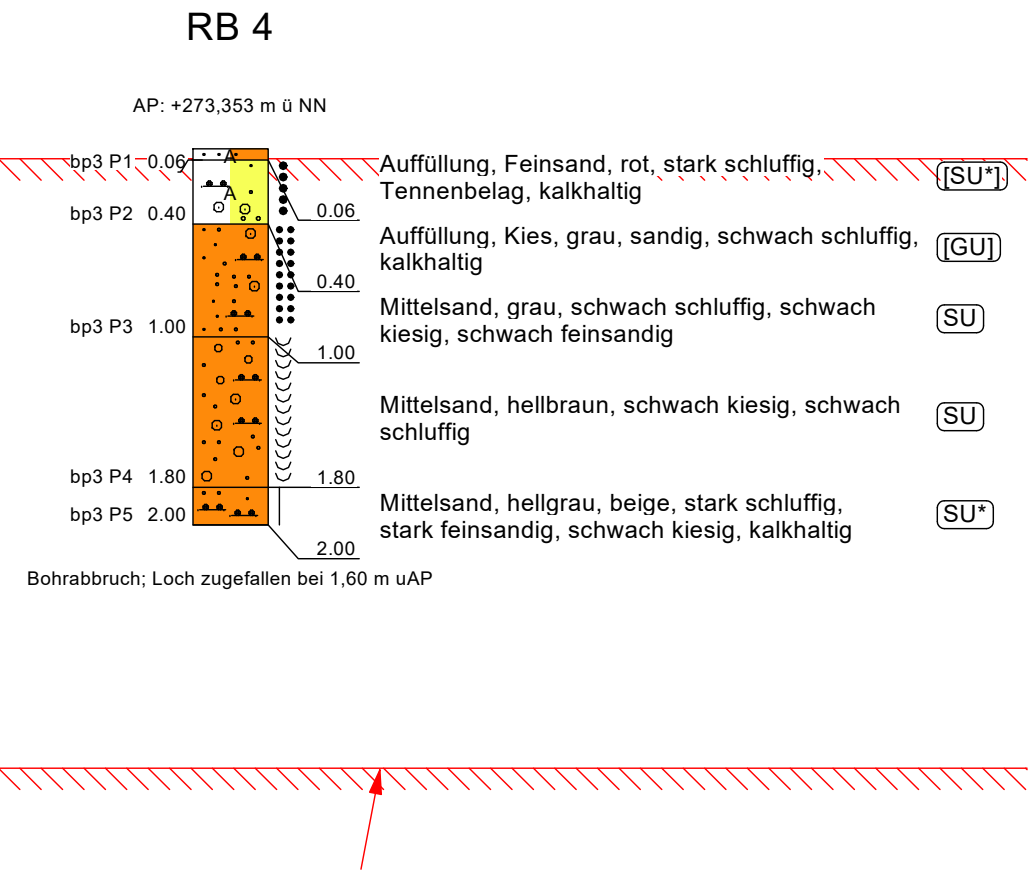 RB 4
AP: +273,353 m ü NN
bp3 P1 0.06
A
Auffüllung, Feinsand, rot, stark schluffig,
Tennenbelag, kalkhaltig
[SU*]
A
bp3 P2 0.40
0.06
Auffüllung, Kies, grau, sandig, schwach schluffig,
kalkhaltig
[GU]
0.40
Mittelsand, grau, schwach schluffig, schwach
kiesig, schwach feinsandig
SU
bp3 P3 1.00
1.00
Mittelsand, hellbraun, schwach kiesig, schwach
schluffig
SU
bp3 P4 1.80
1.80
Mittelsand, hellgrau, beige, stark schluffig,
stark feinsandig, schwach kiesig, kalkhaltig
SU*
bp3 P5 2.00
2.00
Bohrabbruch; Loch zugefallen bei 1,60 m uAP